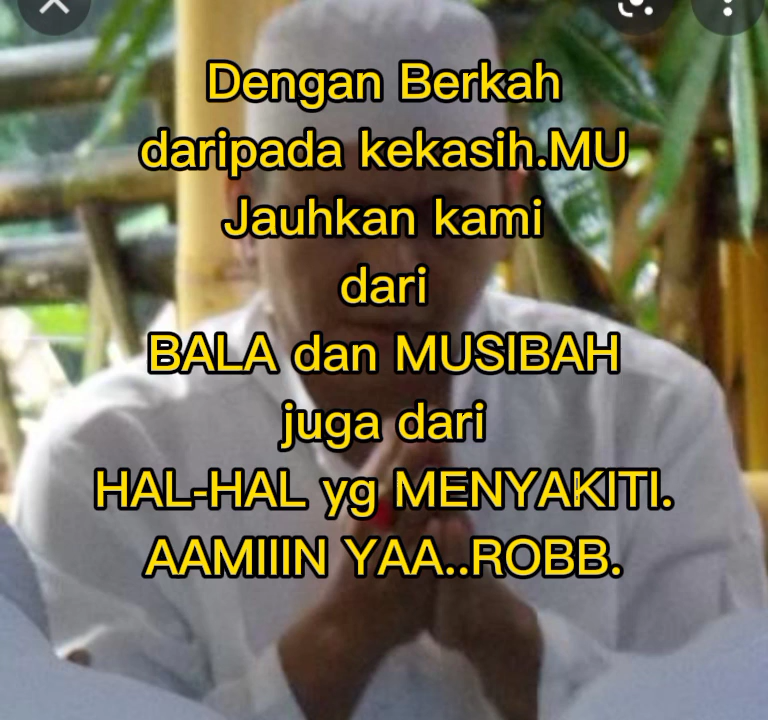 Dengan Berkah
daripada kekasih.MU
Jauhkan kami
dari
BALA dan MUSIBAH
juga dari
HAL-HAL yg MENYAKITI.
AAMIIIN YAA..ROBB.